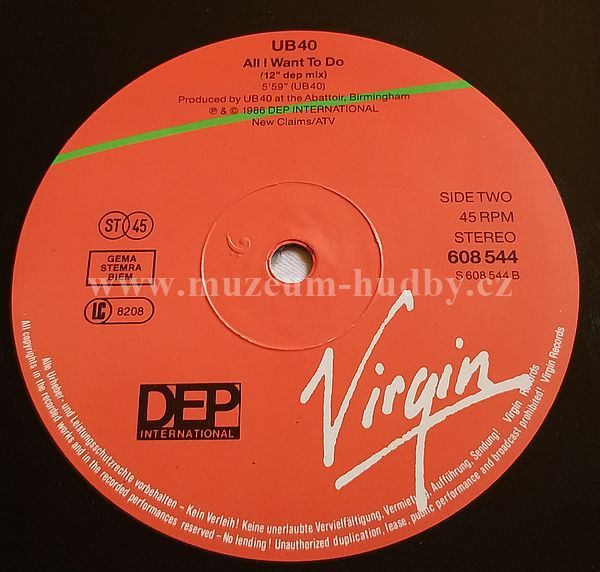 UB40
All I Want To Do
(12" dep mix)
5'59" (UB40)
Produced by UB40 at the Abattoir, Birmingham
℗ & © 1986 DEP INTERNATIONAL
New Claims/ATV
SIDE TWO
45 RPM
STEREO
608 544
S 608 544 B
ST 45
GEMA
STEMRA
BIEM
LC 8208
www.muzeum-hudby.cz
DEP
INTERNATIONAL
Virgin
Alle Urheber- und Leistungsschutzrechte vorbehalten – Kein Verleih! Keine unerlaubte Vervielfältigung, Vermietung, Aufführung, Sendung! Virgin Records
All copyrights in the recorded works and in the recorded performances reserved – No lending! Unauthorized duplication, lease, public performance and broadcast prohibited! Virgin Records